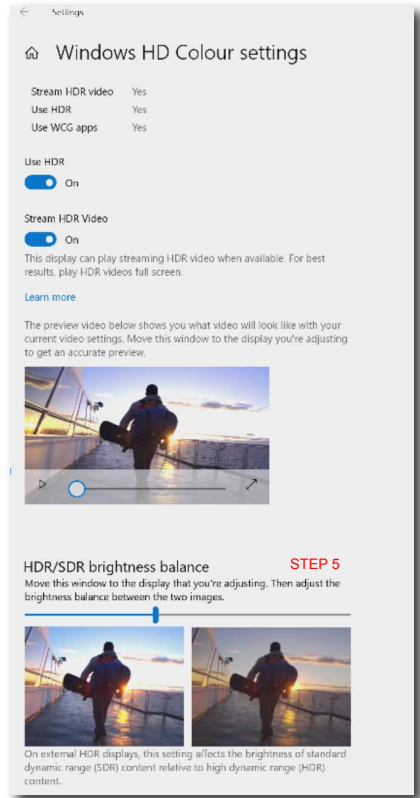 Settings
Windows HD Colour settings
Stream HDR video Yes
Use HDR Yes
Use WCG apps Yes
Use HDR
On
Stream HDR Video
On
This display can play streaming HDR video when available. For best
results, play HDR videos full screen.
Learn more
The preview video below shows you what video will look like with your
current video settings. Move this window to the display you're adjusting
to get an accurate preview.
HDR/SDR brightness balance STEP 5
Move this window to the display that you're adjusting. Then adjust the
brightness balance between the two images.
On external HDR displays, this setting affects the brightness of standard
dynamic range (SDR) content relative to high dynamic range (HDR)
content.